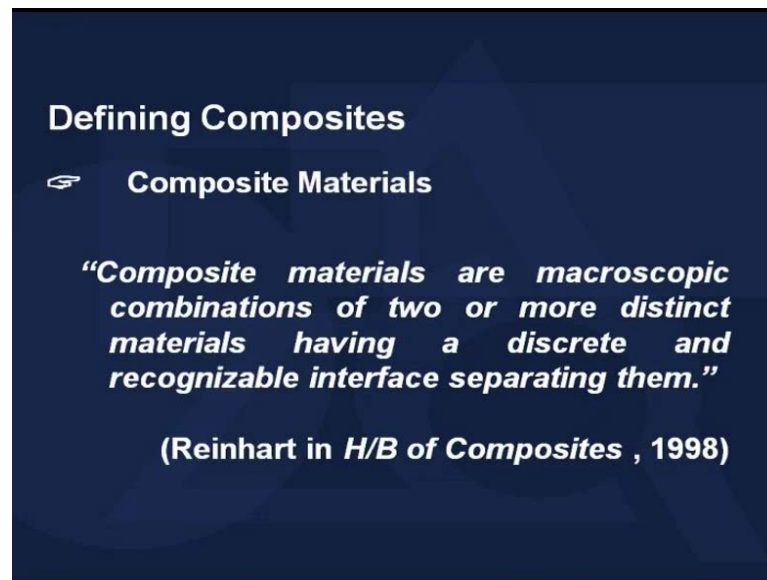 Defining Composites
☞ Composite Materials
“Composite materials are macroscopic
combinations of two or more distinct
materials having a discrete and
recognizable interface separating them.”
(Reinhart in H/B of Composites , 1998)